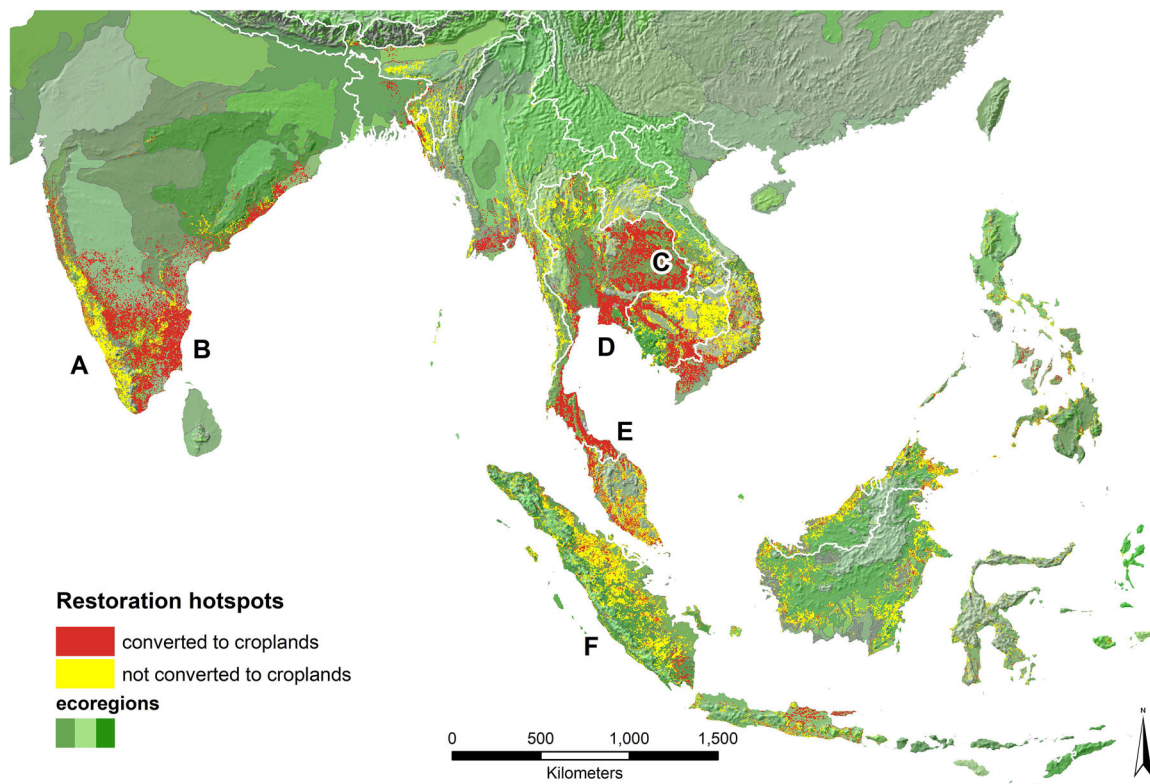 C
D
A
B
E
F
Restoration hotspots
converted to croplands
not converted to croplands
ecoregions
0 500 1,000 1,500
Kilometers
N